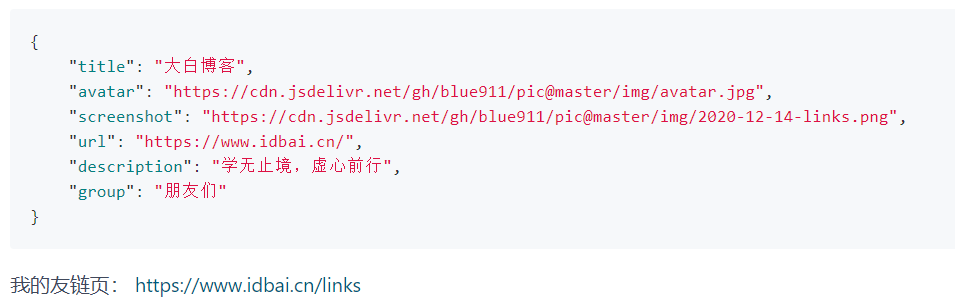 {
"title": "大白博客",
"avatar": "https://cdn.jsdelivr.net/gh/blue911/pic@master/img/avatar.jpg",
"screenshot": "https://cdn.jsdelivr.net/gh/blue911/pic@master/img/2020-12-14-links.png",
"url": "https://www.idbai.cn/",
"description": "学无止境，虚心前行",
"group": "朋友们"
}
我的友链页： https://www.idbai.cn/links